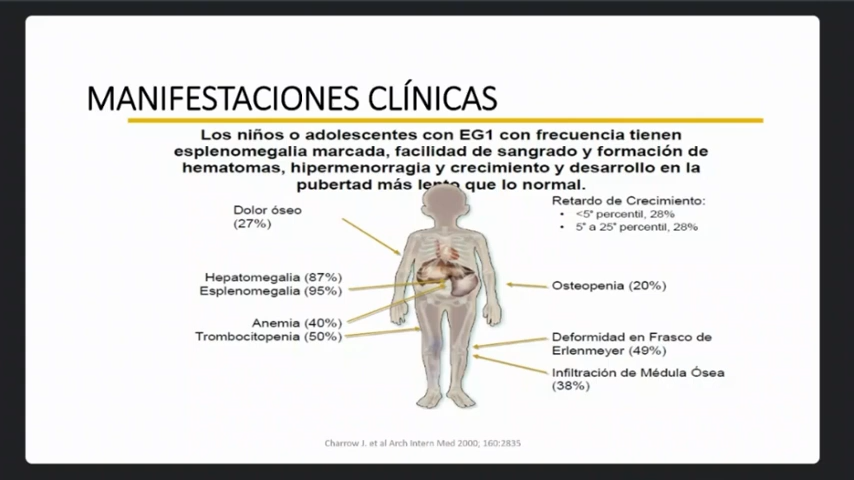 MANIFESTACIONES CLÍNICAS
Los niños o adolescentes con EG1 con frecuencia tienen
esplenomegalia marcada, facilidad de sangrado y formación de
hematomas, hipermenorragia y crecimiento y desarrollo en la
pubertad más lento que lo normal.
Dolor óseo
(27%)
Hepatomegalia (87%)
Esplenomegalia (95%)
Anemia (40%)
Trombocitopenia (50%)
Retardo de Crecimiento:
• <5° percentil, 28%
• 5° a 25° percentil, 28%
Osteopenia (20%)
Deformidad en Frasco de
Erlenmeyer (49%)
Infiltración de Médula Ósea
(38%)
Charrow J. et al Arch Intern Med 2000; 160:2835